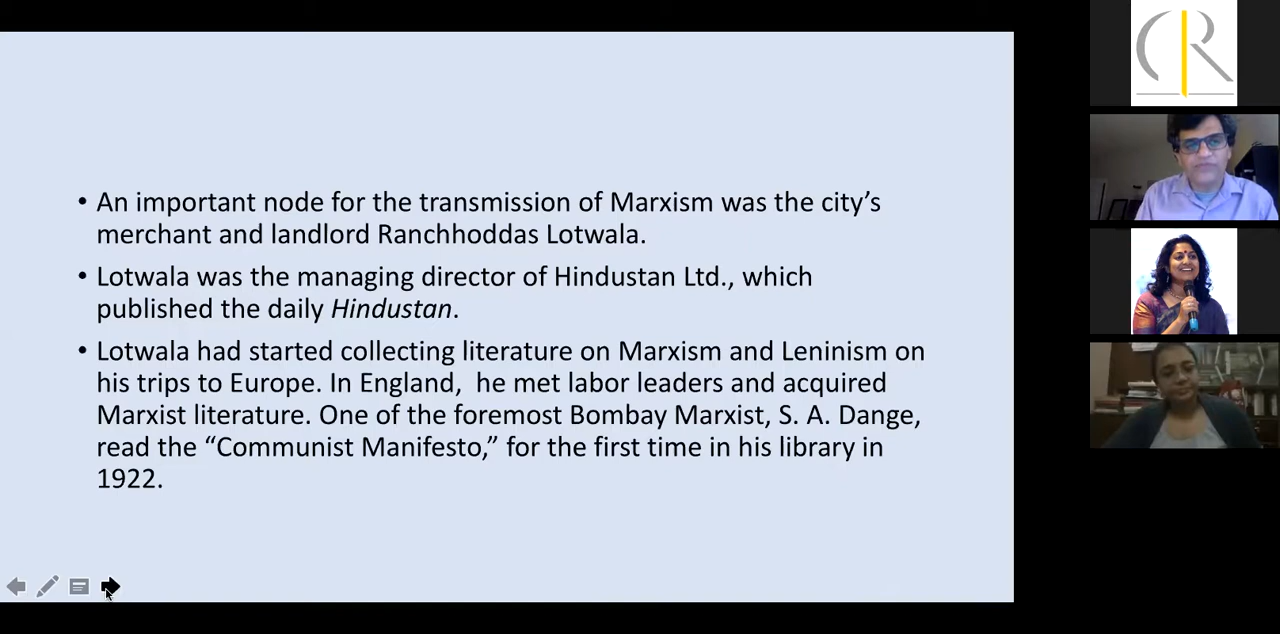 • An important node for the transmission of Marxism was the city’s
merchant and landlord Ranchhoddas Lotwala.
• Lotwala was the managing director of Hindustan Ltd., which
published the daily Hindustan.
• Lotwala had started collecting literature on Marxism and Leninism on
his trips to Europe. In England,  he met labor leaders and acquired
Marxist literature. One of the foremost Bombay Marxist, S. A. Dange,
read the “Communist Manifesto,” for the first time in his library in
1922.
CR